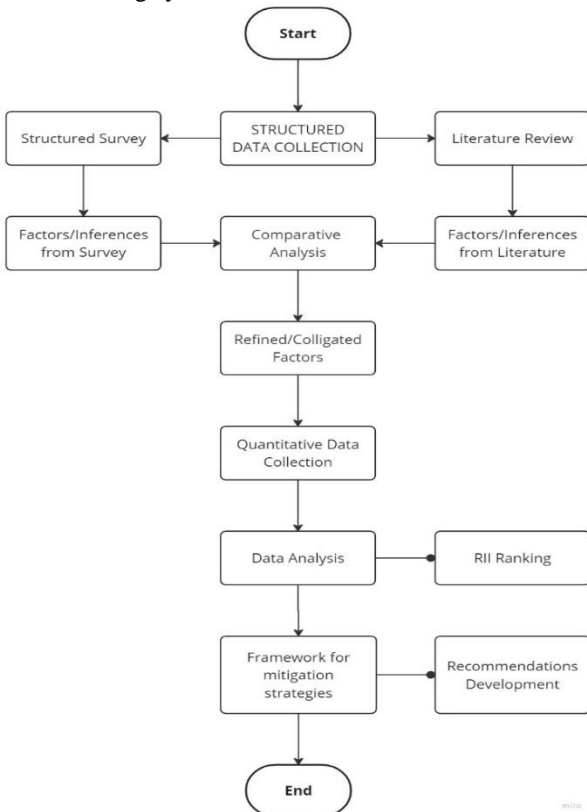 Start
Structured Survey
STRUCTURED
DATA COLLECTION
Literature Review
Factors/Inferences
from Survey
Comparative
Analysis
Factors/Inferences
from Literature
Refined/Colligated
Factors
Quantitative Data
Collection
Data Analysis
RII Ranking
Framework for
mitigation
strategies
Recommendations
Development
End
miro